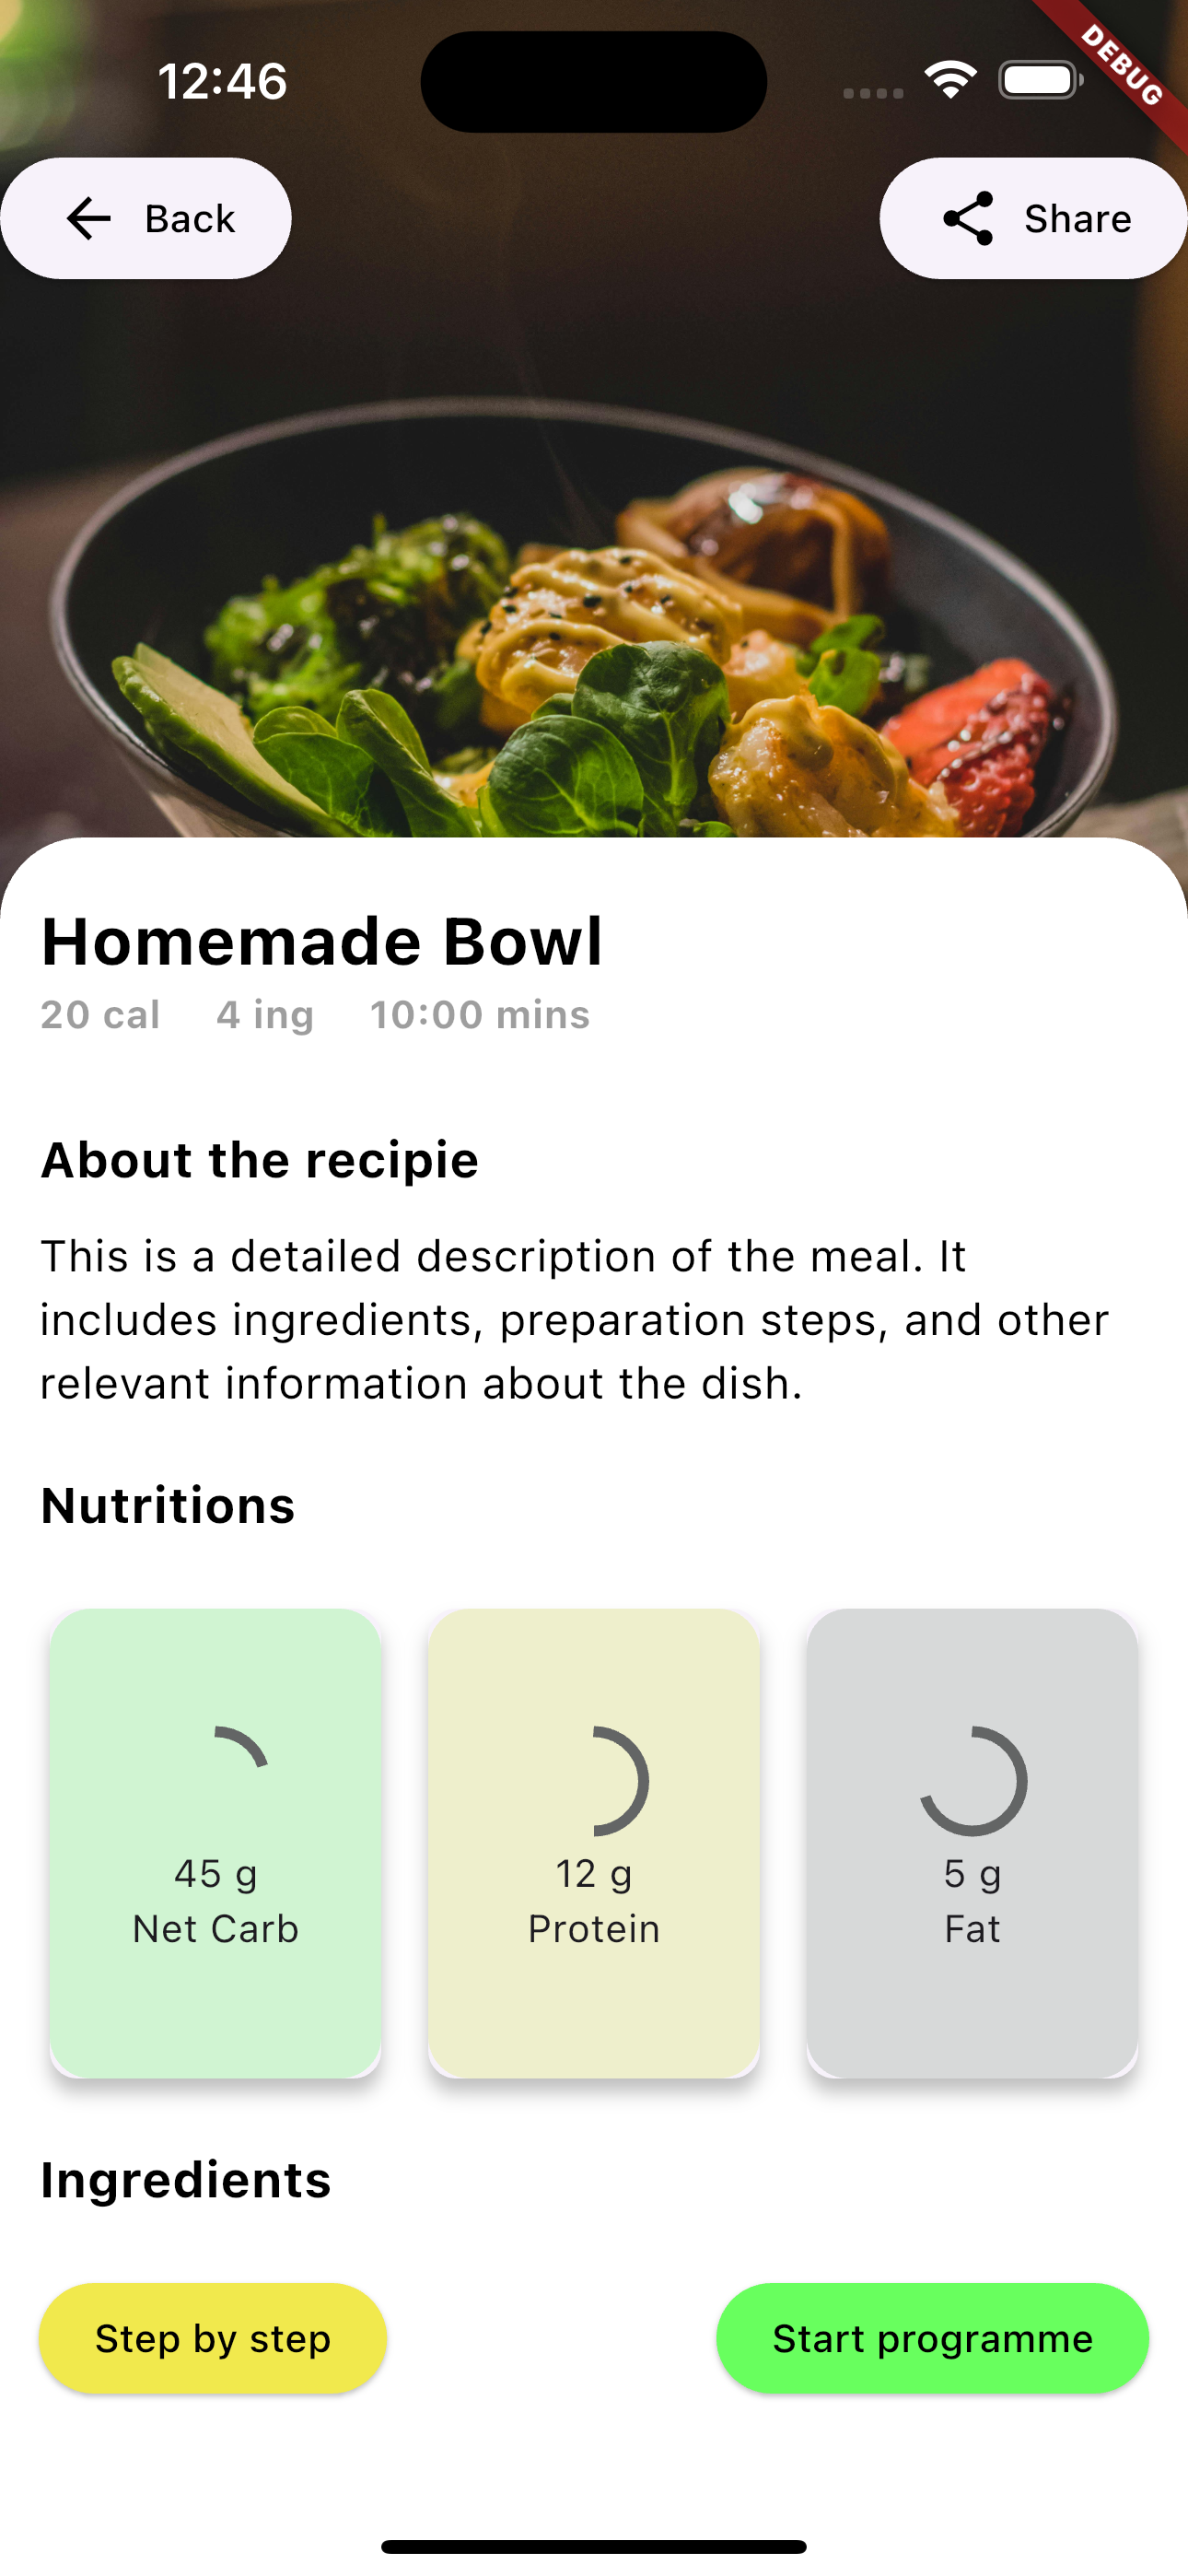 12:46
DEBUG
Back
Share
Homemade Bowl
20 cal 4 ing 10:00 mins
About the recipie
This is a detailed description of the meal. It
includes ingredients, preparation steps, and other
relevant information about the dish.
Nutritions
45 g
Net Carb
12 g
Protein
5 g
Fat
Ingredients
Step by step
Start programme